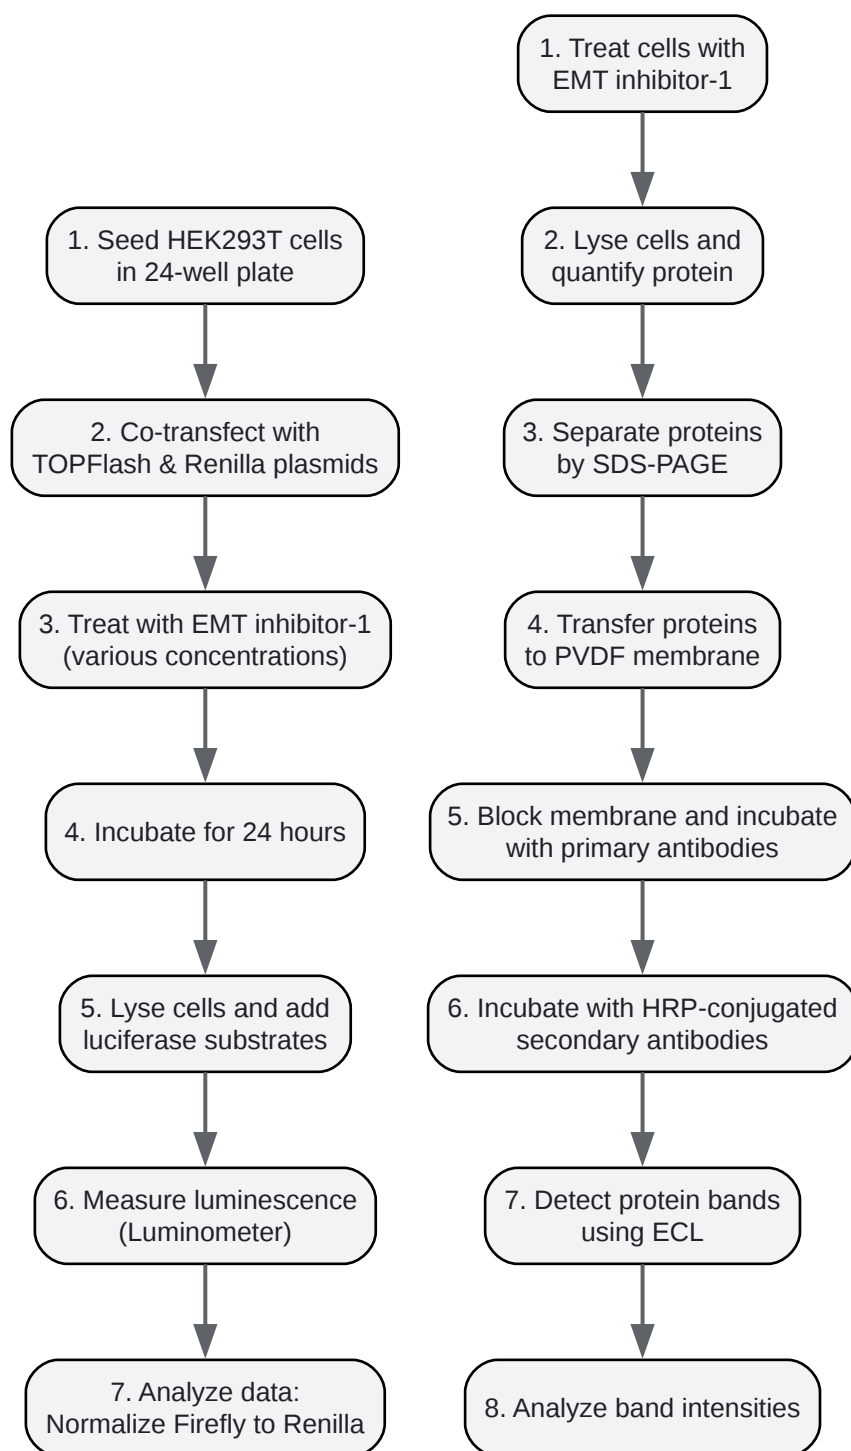 1. Seed HEK293T cells
in 24-well plate
2. Co-transfect with
TOPFlash & Renilla plasmids
3. Treat with EMT inhibitor-1
(various concentrations)
4. Incubate for 24 hours
5. Lyse cells and add
luciferase substrates
6. Measure luminescence
(Luminometer)
7. Analyze data:
Normalize Firefly to Renilla
1. Treat cells with
EMT inhibitor-1
2. Lyse cells and
quantify protein
3. Separate proteins
by SDS-PAGE
4. Transfer proteins
to PVDF membrane
5. Block membrane and incubate
with primary antibodies
6. Incubate with HRP-conjugated
secondary antibodies
7. Detect protein bands
using ECL
8. Analyze band intensities